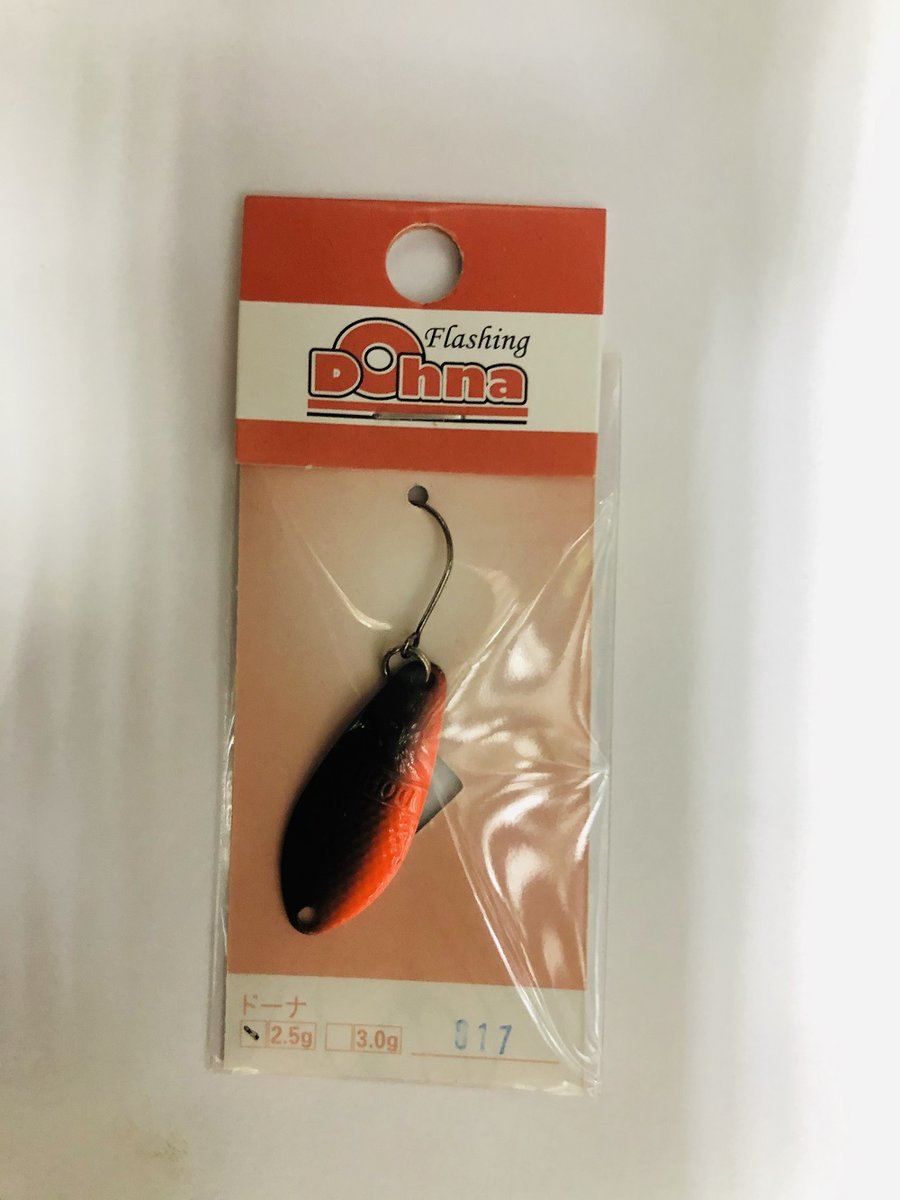 Flashing
Dohna
ドーナ
2.5g 3.0g 817